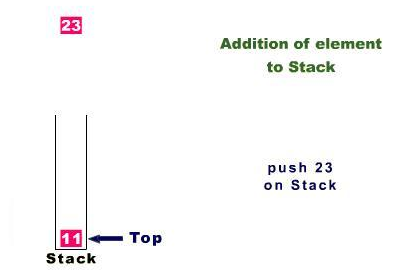 23
Addition of element
to Stack
push 23
on Stack
11
Top
Stack